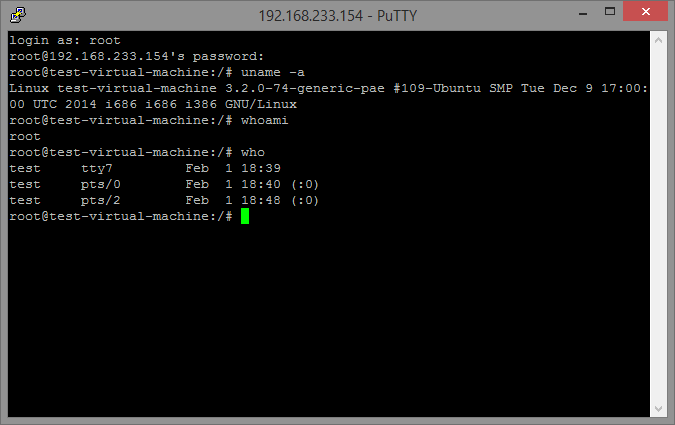 192.168.233.154 - PuTTY
login as: root
root@192.168.233.154's password:
root@test-virtual-machine:/# uname -a
Linux test-virtual-machine 3.2.0-74-generic-pae #109-Ubuntu SMP Tue Dec 9 17:00:
00 UTC 2014 i686 i686 i386 GNU/Linux
root@test-virtual-machine:/# whoami
root
root@test-virtual-machine:/# who
test     tty7         Feb  1 18:39
test     pts/0        Feb  1 18:40 (:0)
test     pts/2        Feb  1 18:48 (:0)
root@test-virtual-machine:/#